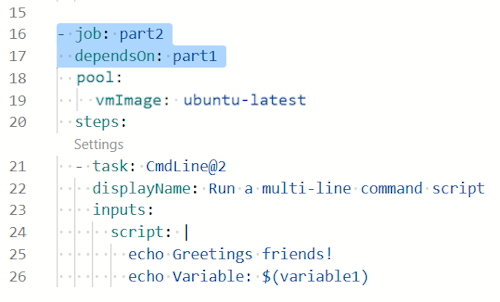 15
16 - job: part2
17   dependsOn: part1
18   pool:
19     vmImage: ubuntu-latest
20   steps:
Settings
21   - task: CmdLine@2
22     displayName: Run a multi-line command script
23     inputs:
24       script: |
25         echo Greetings friends!
26         echo Variable: $(variable1)